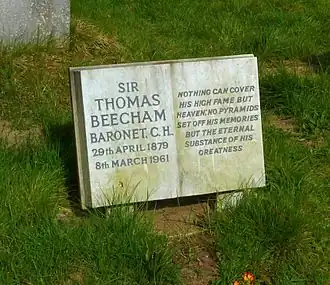 SIR
THOMAS
BEECHAM
BARONET. C. H.
29th APRIL 1879
8th MARCH 1961
NOTHING CAN COVER
HIS HIGH FAME BUT
HEAVEN; NO PYRAMIDS
SET OFF HIS MEMORIES
BUT THE ETERNAL
SUBSTANCE OF HIS
GREATNESS